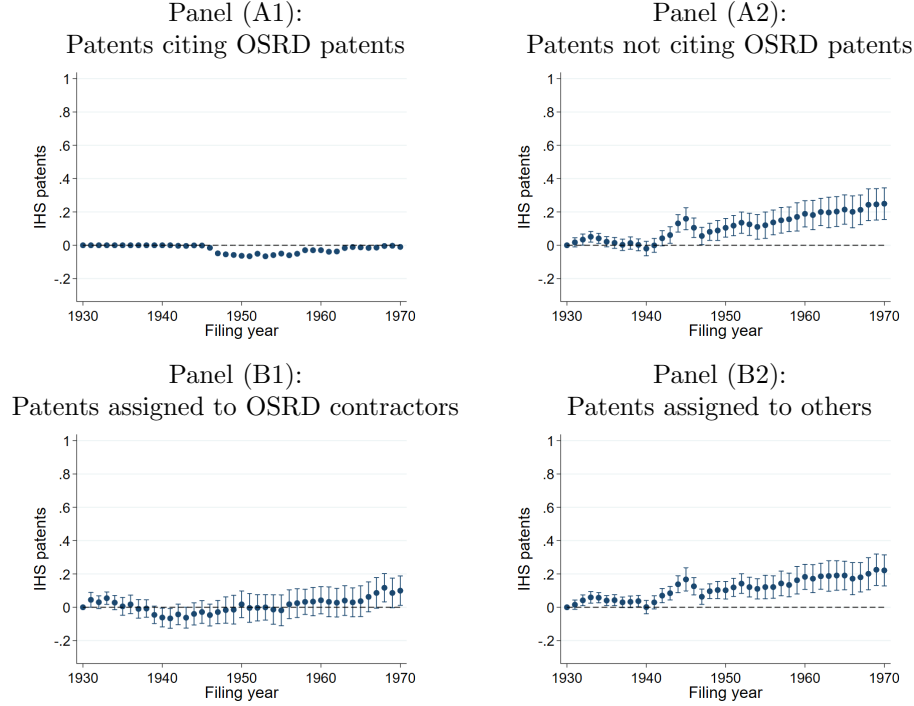 Panel (A1):
Patents citing OSRD patents
1
.8
.6
.4
.2
0
-.2
IHS patents
1930 1940 1950 1960 1970
Filing year
Panel (A2):
Patents not citing OSRD patents
1
.8
.6
.4
.2
0
-.2
IHS patents
1930 1940 1950 1960 1970
Filing year
Panel (B1):
Patents assigned to OSRD contractors
1
.8
.6
.4
.2
0
-.2
IHS patents
1930 1940 1950 1960 1970
Filing year
Panel (B2):
Patents assigned to others
1
.8
.6
.4
.2
0
-.2
IHS patents
1930 1940 1950 1960 1970
Filing year